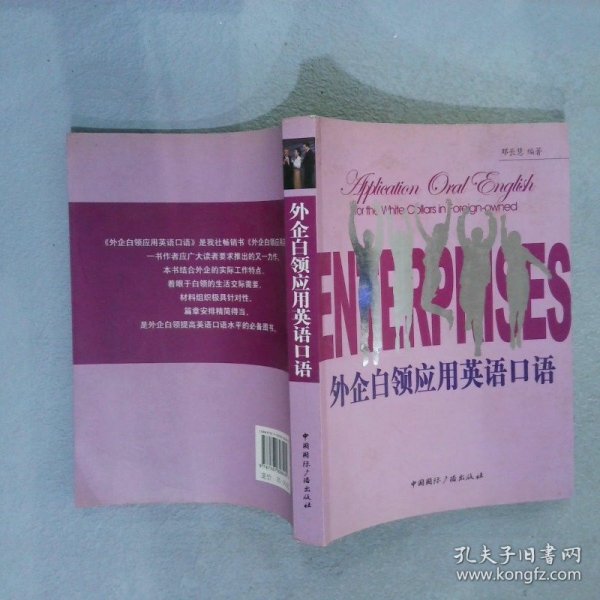 《外企白领应用英语口语》是我社畅销书《外企白领应用英
一书作者应广大读者要求推出的又一力作。
本书结合外企的实际工作特点,
着眼于白领的生活交际需要,
材料组织极具针对性,
篇章安排精简得当,
是外企白领提高英语口语水平的必备图书。
定价:
外企白领应用英语口语
中国国际广播出版社
郑长慧 编著
Application Oral English
for the White Collars in Foreign-owned
ENTERPRISES
外企白领应用英语口语
中国国际广播出版社
孔夫子旧书网
www.kongfz.com